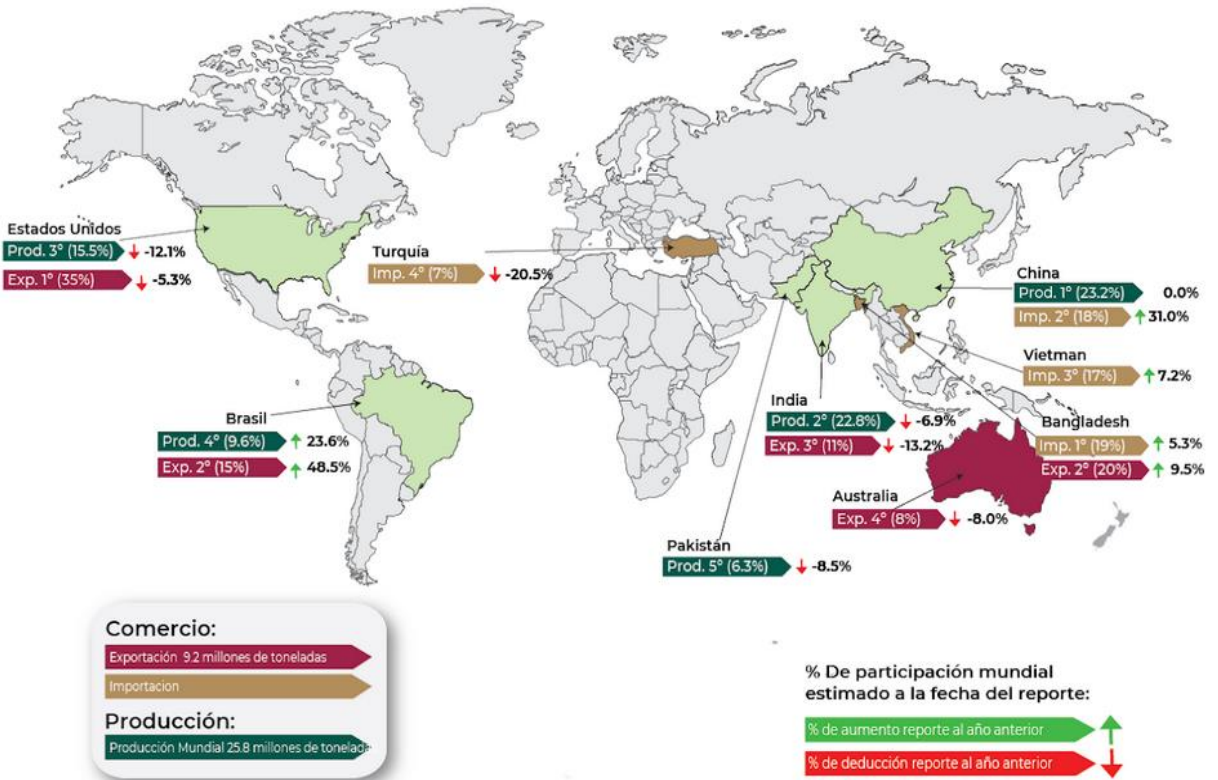 Estados Unidos
Prod. 3° (15.5%) -12.1%
Exp. 1° (35%) -5.3%
Turquía
Imp. 4° (7%) -20.5%
China
Prod. 1° (23.2%) 0.0%
Imp. 2° (18%) 31.0%
Vietman
Imp. 3° (17%) 7.2%
Brasil
Prod. 4° (9.6%) 23.6%
Exp. 2° (15%) 48.5%
India
Prod. 2° (22.8%) -6.9%
Exp. 3° (11%) -13.2%
Bangladesh
Imp. 1° (19%) 5.3%
Exp. 2° (20%) 9.5%
Australia
Exp. 4° (8%) -8.0%
Pakistán
Prod. 5° (6.3%) -8.5%
Comercio:
Exportación 9.2 millones de toneladas
Importacion
Producción:
Producción Mundial 25.8 millones de tonelada
% De participación mundial
estimado a la fecha del reporte:
% de aumento reporte al año anterior
% de deducción reporte al año anterior